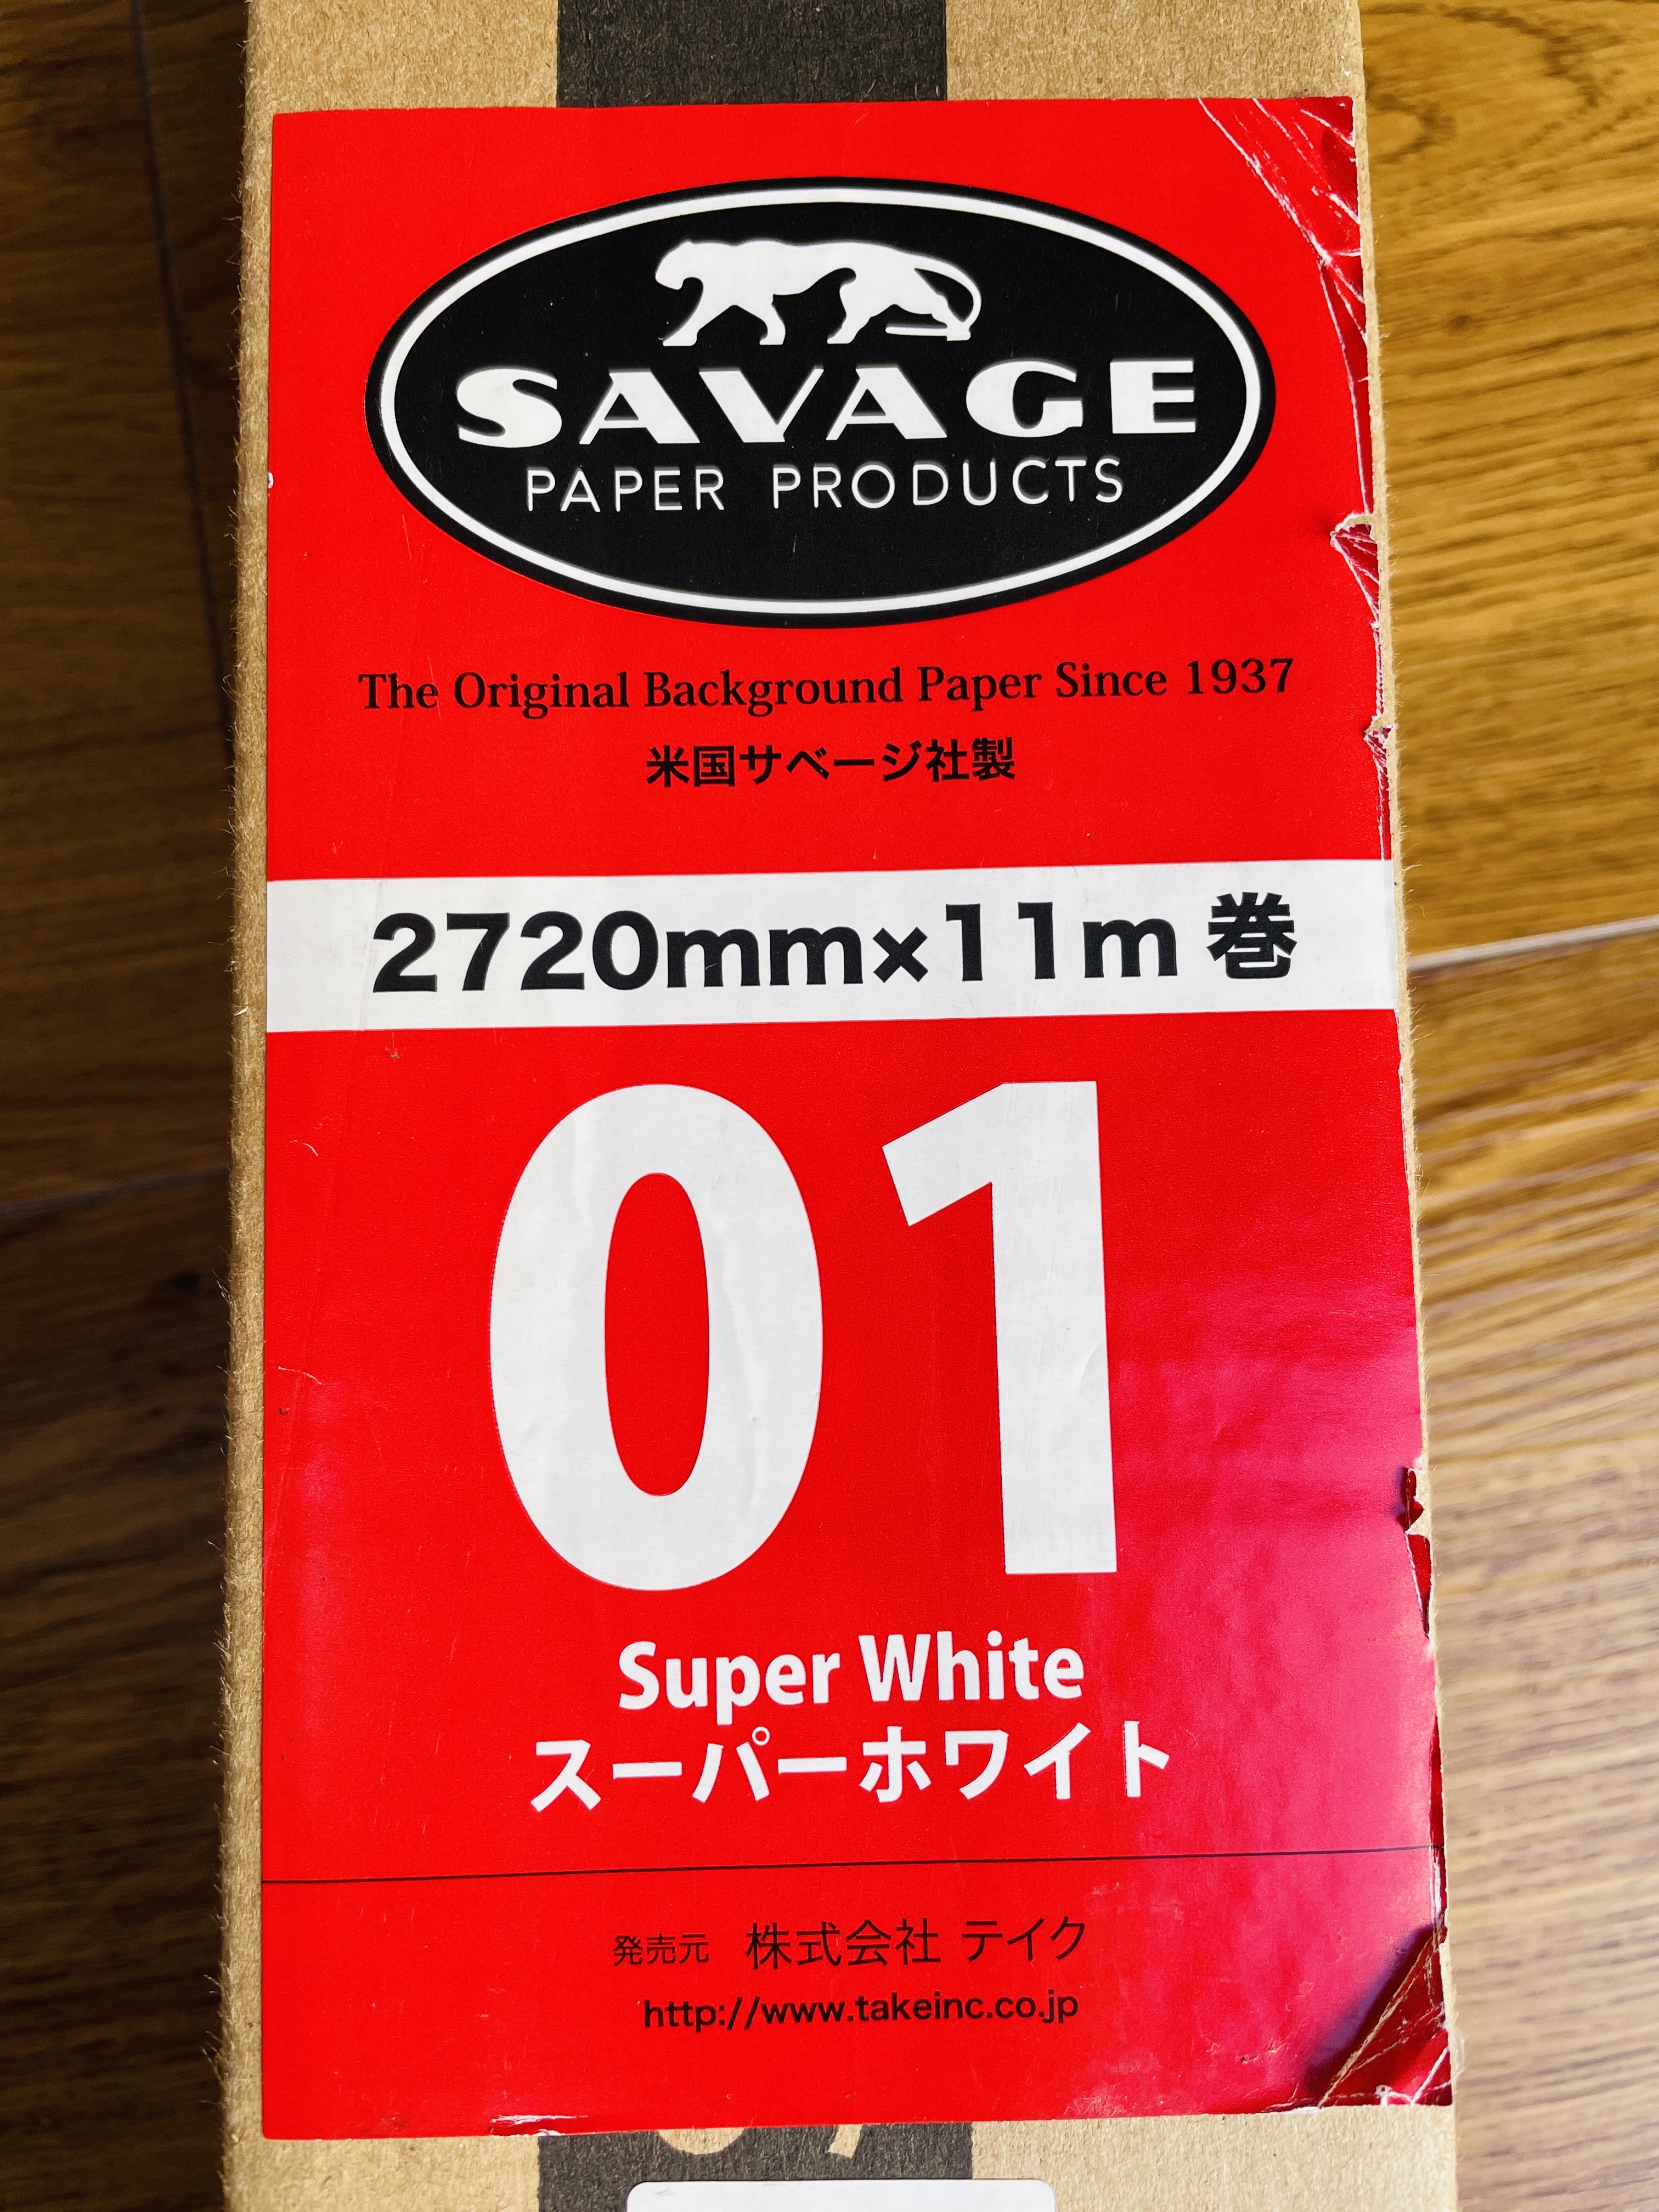 SAVAGE
PAPER PRODUCTS
The Original Background Paper Since 1937
米国サベージ社製
2720mm×11m 巻
01
Super White
スーパーホワイト
発売元 株式会社 テイク
http://www.takeinc.co.jp